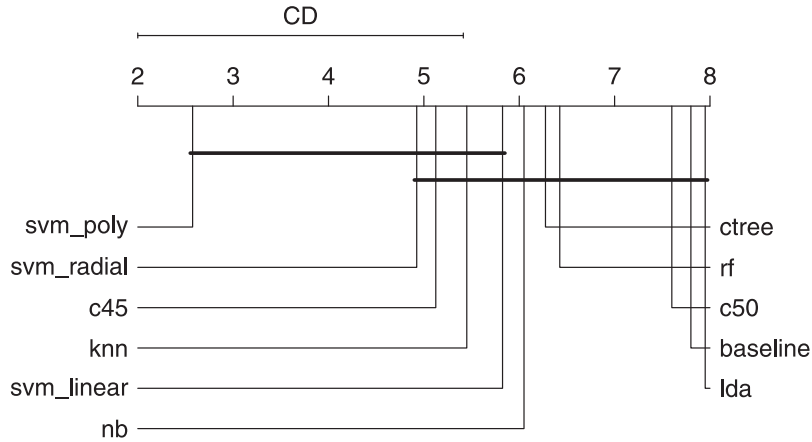 CD
2 3 4 5 6 7 8
svm_poly ctree
svm_radial rf
c45 c50
knn baseline
svm_linear lda
nb